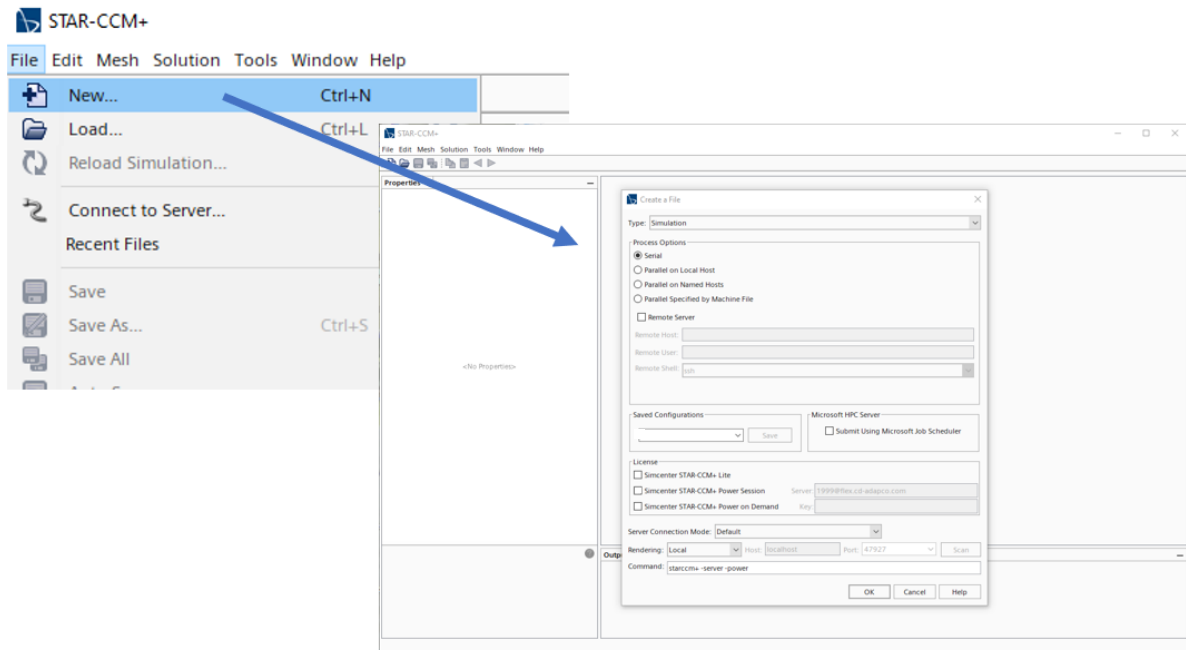 STAR-CCM+
File Edit Mesh Solution Tools Window Help
New... Ctrl+N
Load... Ctrl+L
Reload Simulation...
Connect to Server...
Recent Files
Save
Save As... Ctrl+S
Save All
STAR-CCM+
File Edit Mesh Solution Tools Window Help
Properties
<No Properties>
Create a File
Type: Simulation
Process Options
Serial
Parallel on Local Host
Parallel on Named Hosts
Parallel Specified by Machine File
Remote Server
Remote Host:
Remote User:
Remote Shell: ssh
Saved Configurations
Save
Microsoft HPC Server
Submit Using Microsoft Job Scheduler
License
Simcenter STAR-CCM+ Lite
Simcenter STAR-CCM+ Power Session Server: 1999@flex.cd-adapco.com
Simcenter STAR-CCM+ Power on Demand Key:
Server Connection Mode: Default
Rendering: Local Host: localhost Port: 47927 Scan
Command: starccm+ -server -power
OK Cancel Help